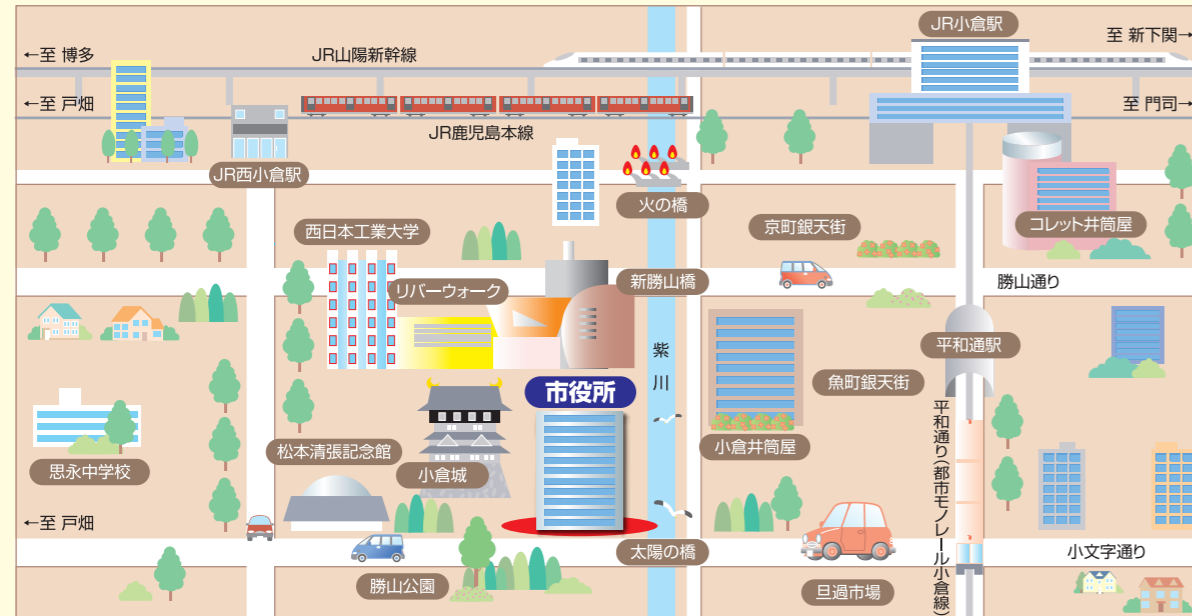 JR小倉駅
←至 博多
JR山陽新幹線
至 新下関→
←至 戸畑
至 門司→
JR鹿児島本線
JR西小倉駅
火の橋
西日本工業大学
京町銀天街
コレット井筒屋
リバーウォーク
新勝山橋
勝山通り
平和通駅
紫川
魚町銀天街
市役所
平和通り(都市モノレール小倉線)
小倉井筒屋
松本清張記念館
思永中学校
小倉城
←至 戸畑
太陽の橋
小文字通り
勝山公園
旦過市場